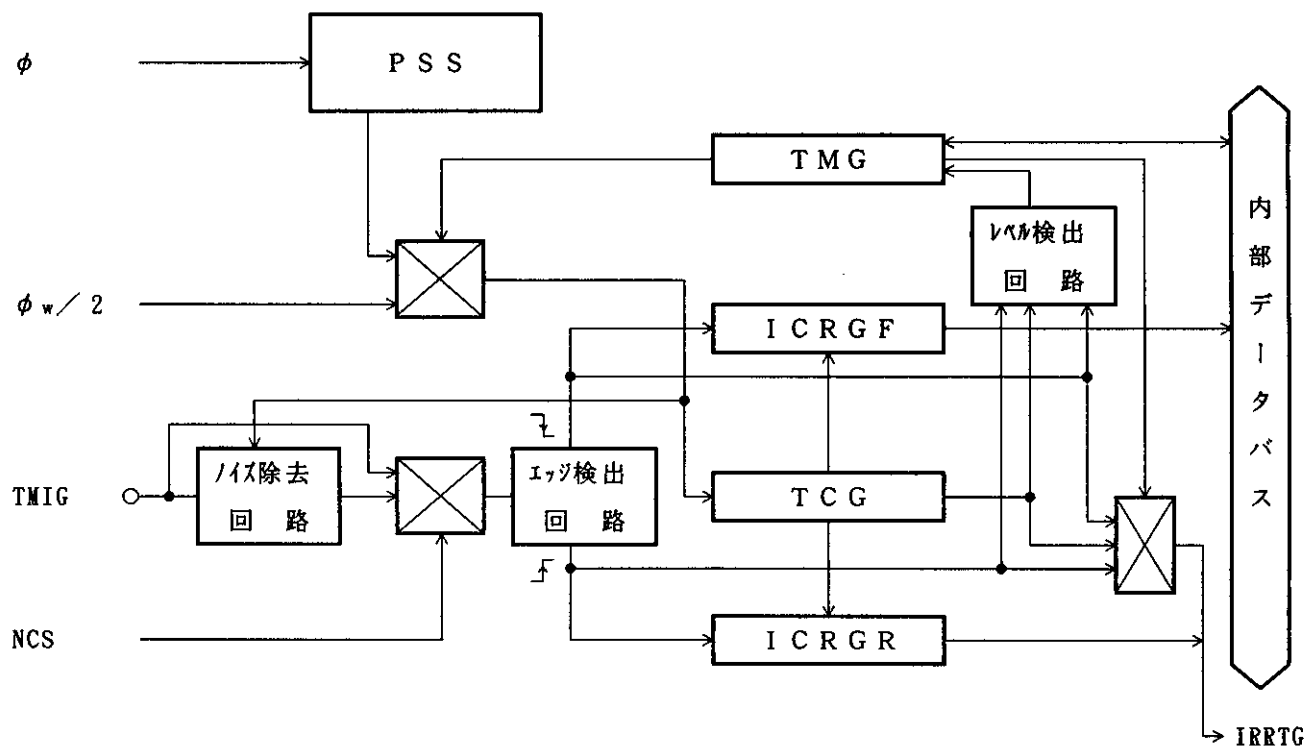 φ
PSS
TMG
レベル検出
回路
φw/2
ICRGF
内部データバス
ノイズ除去
回路
エッジ検出
回路
TMIG
TCG
NCS
ICRGR
IRRTG